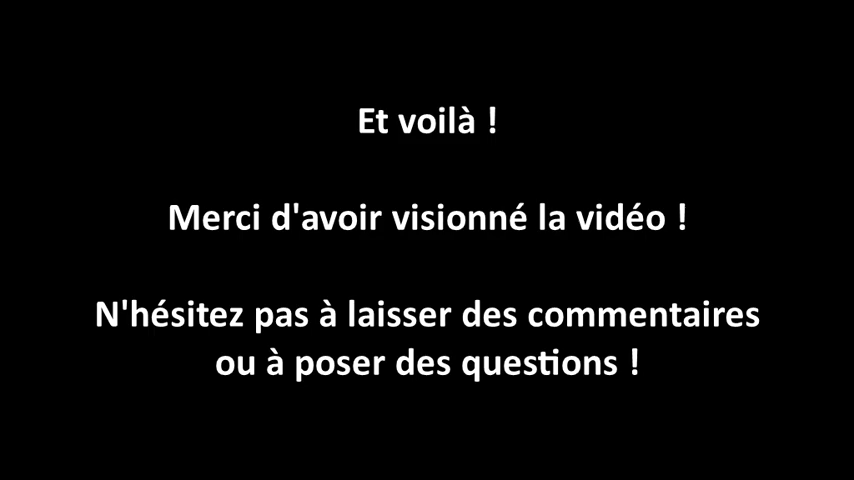 Et voilà !
Merci d'avoir visionné la vidéo !
N'hésitez pas à laisser des commentaires
ou à poser des questions !